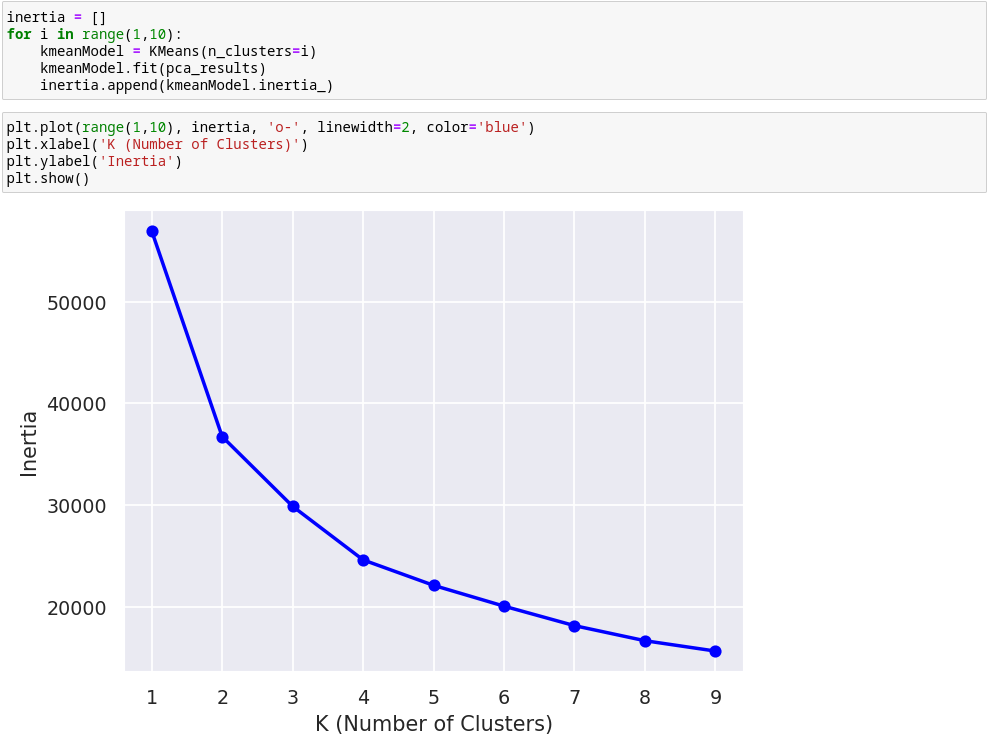 inertia = []
for i in range(1,10):
    kmeanModel = KMeans(n_clusters=i)
    kmeanModel.fit(pca_results)
    inertia.append(kmeanModel.inertia_)
plt.plot(range(1,10), inertia, 'o-', linewidth=2, color='blue')
plt.xlabel('K (Number of Clusters)')
plt.ylabel('Inertia')
plt.show()
50000
40000
30000
20000
Inertia
1 2 3 4 5 6 7 8 9
K (Number of Clusters)